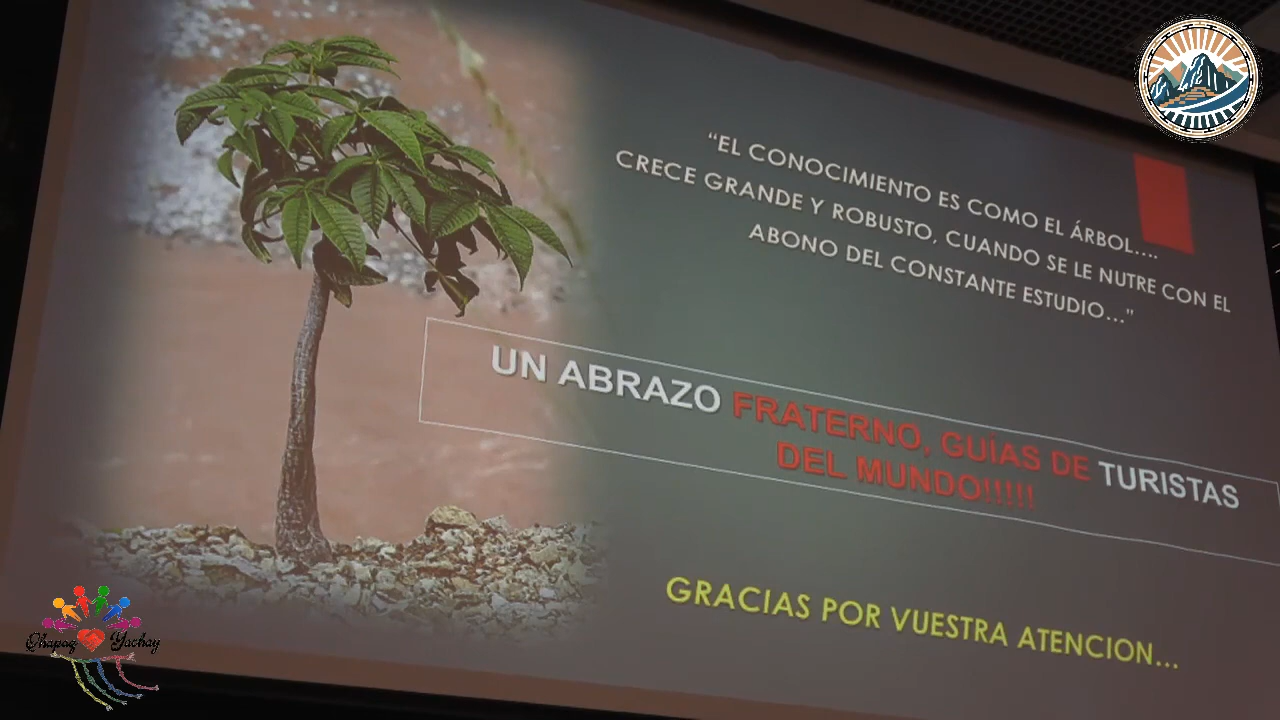 “EL CONOCIMIENTO ES COMO EL ÁRBOL....
CRECE GRANDE Y ROBUSTO, CUANDO SE LE NUTRE CON EL
ABONO DEL CONSTANTE ESTUDIO..."
UN ABRAZO FRATERNO, GUÍAS DE TURISTAS
DEL MUNDO!!!!!
GRACIAS POR VUESTRA ATENCION...
Qhapaq Yachay